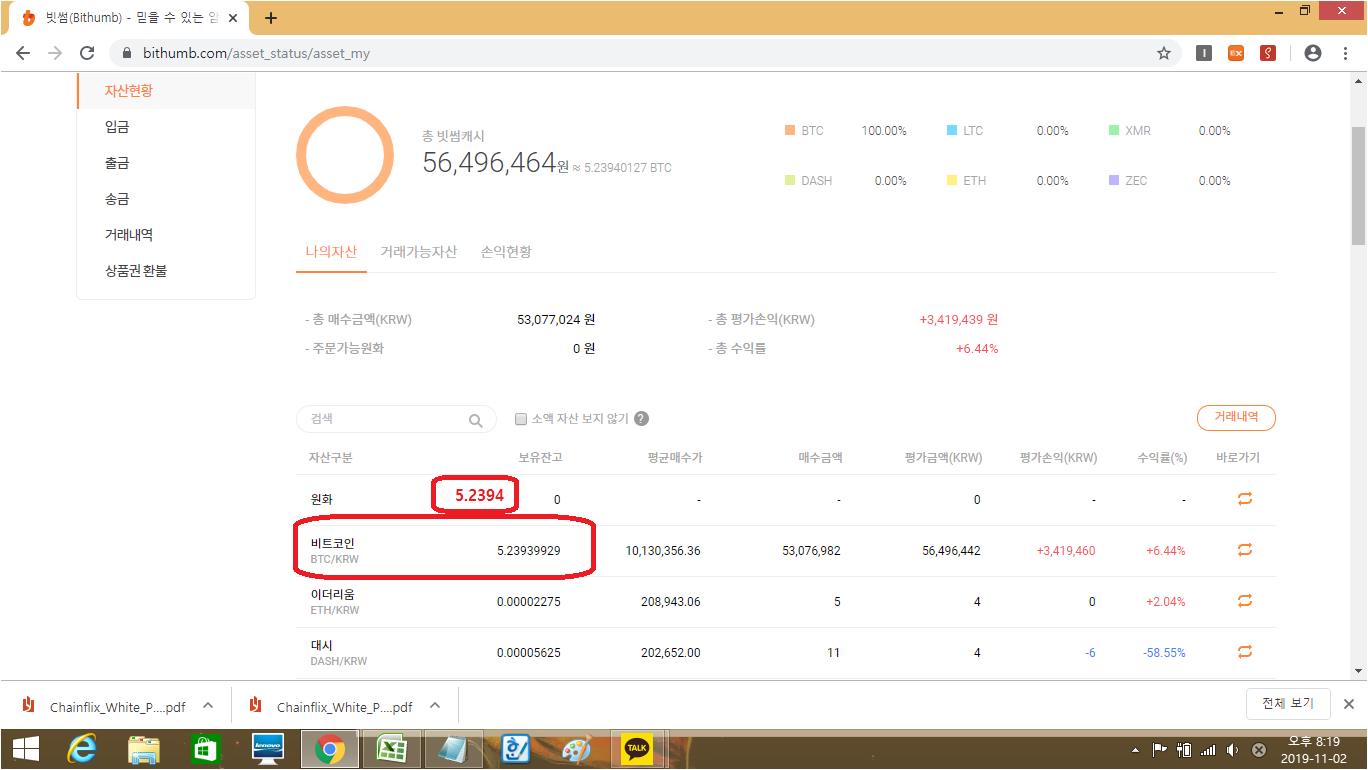 빗썸(Bithumb) - 믿을 수 있는 암
bithumb.com/asset_status/asset_my
자산현황
입금
출금
송금
거래내역
상품권 환불
총 빗썸캐시
56,496,464원 ≈ 5.23940127 BTC
BTC 100.00% LTC 0.00% XMR 0.00%
DASH 0.00% ETH 0.00% ZEC 0.00%
나의자산 거래가능자산 손익현황
- 총 매수금액(KRW) 53,077,024 원 - 총 평가손익(KRW) +3,419,439 원
- 주문가능원화 0 원 - 총 수익률 +6.44%
검색 소액 자산 보지 않기 ? 거래내역
자산구분 보유잔고 평균매수가 매수금액 평가금액(KRW) 평가손익(KRW) 수익률(%) 바로가기
원화 5.2394 0 - - 0 - -
비트코인 5.23939929 10,130,356.36 53,076,982 56,496,442 +3,419,460 +6.44%
BTC/KRW
이더리움 0.00002275 208,943.06 5 4 0 +2.04%
ETH/KRW
대시 0.00005625 202,652.00 11 4 -6 -58.55%
DASH/KRW
Chainflix_White_P....pdf Chainflix_White_P....pdf 전체 보기
lenovo
TALK
오후 8:19
2019-11-02